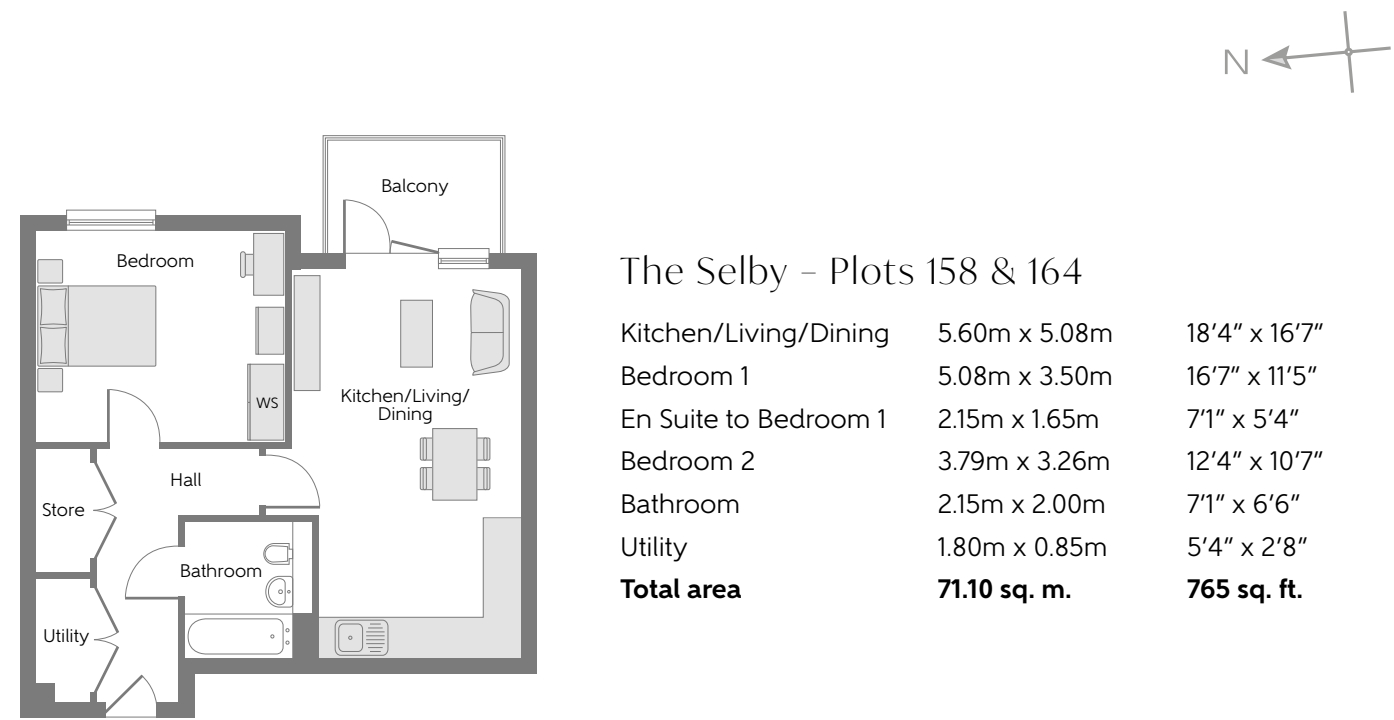 N
Balcony
Bedroom
WS
Kitchen/Living/
Dining
Hall
Store
Bathroom
Utility
The Selby – Plots 158 & 164
Kitchen/Living/Dining 5.60m x 5.08m 18’4” x 16’7”
Bedroom 1 5.08m x 3.50m 16’7” x 11’5”
En Suite to Bedroom 1 2.15m x 1.65m 7’1” x 5’4”
Bedroom 2 3.79m x 3.26m 12’4” x 10’7”
Bathroom 2.15m x 2.00m 7’1” x 6’6”
Utility 1.80m x 0.85m 5’4” x 2’8”
Total area 71.10 sq. m. 765 sq. ft.